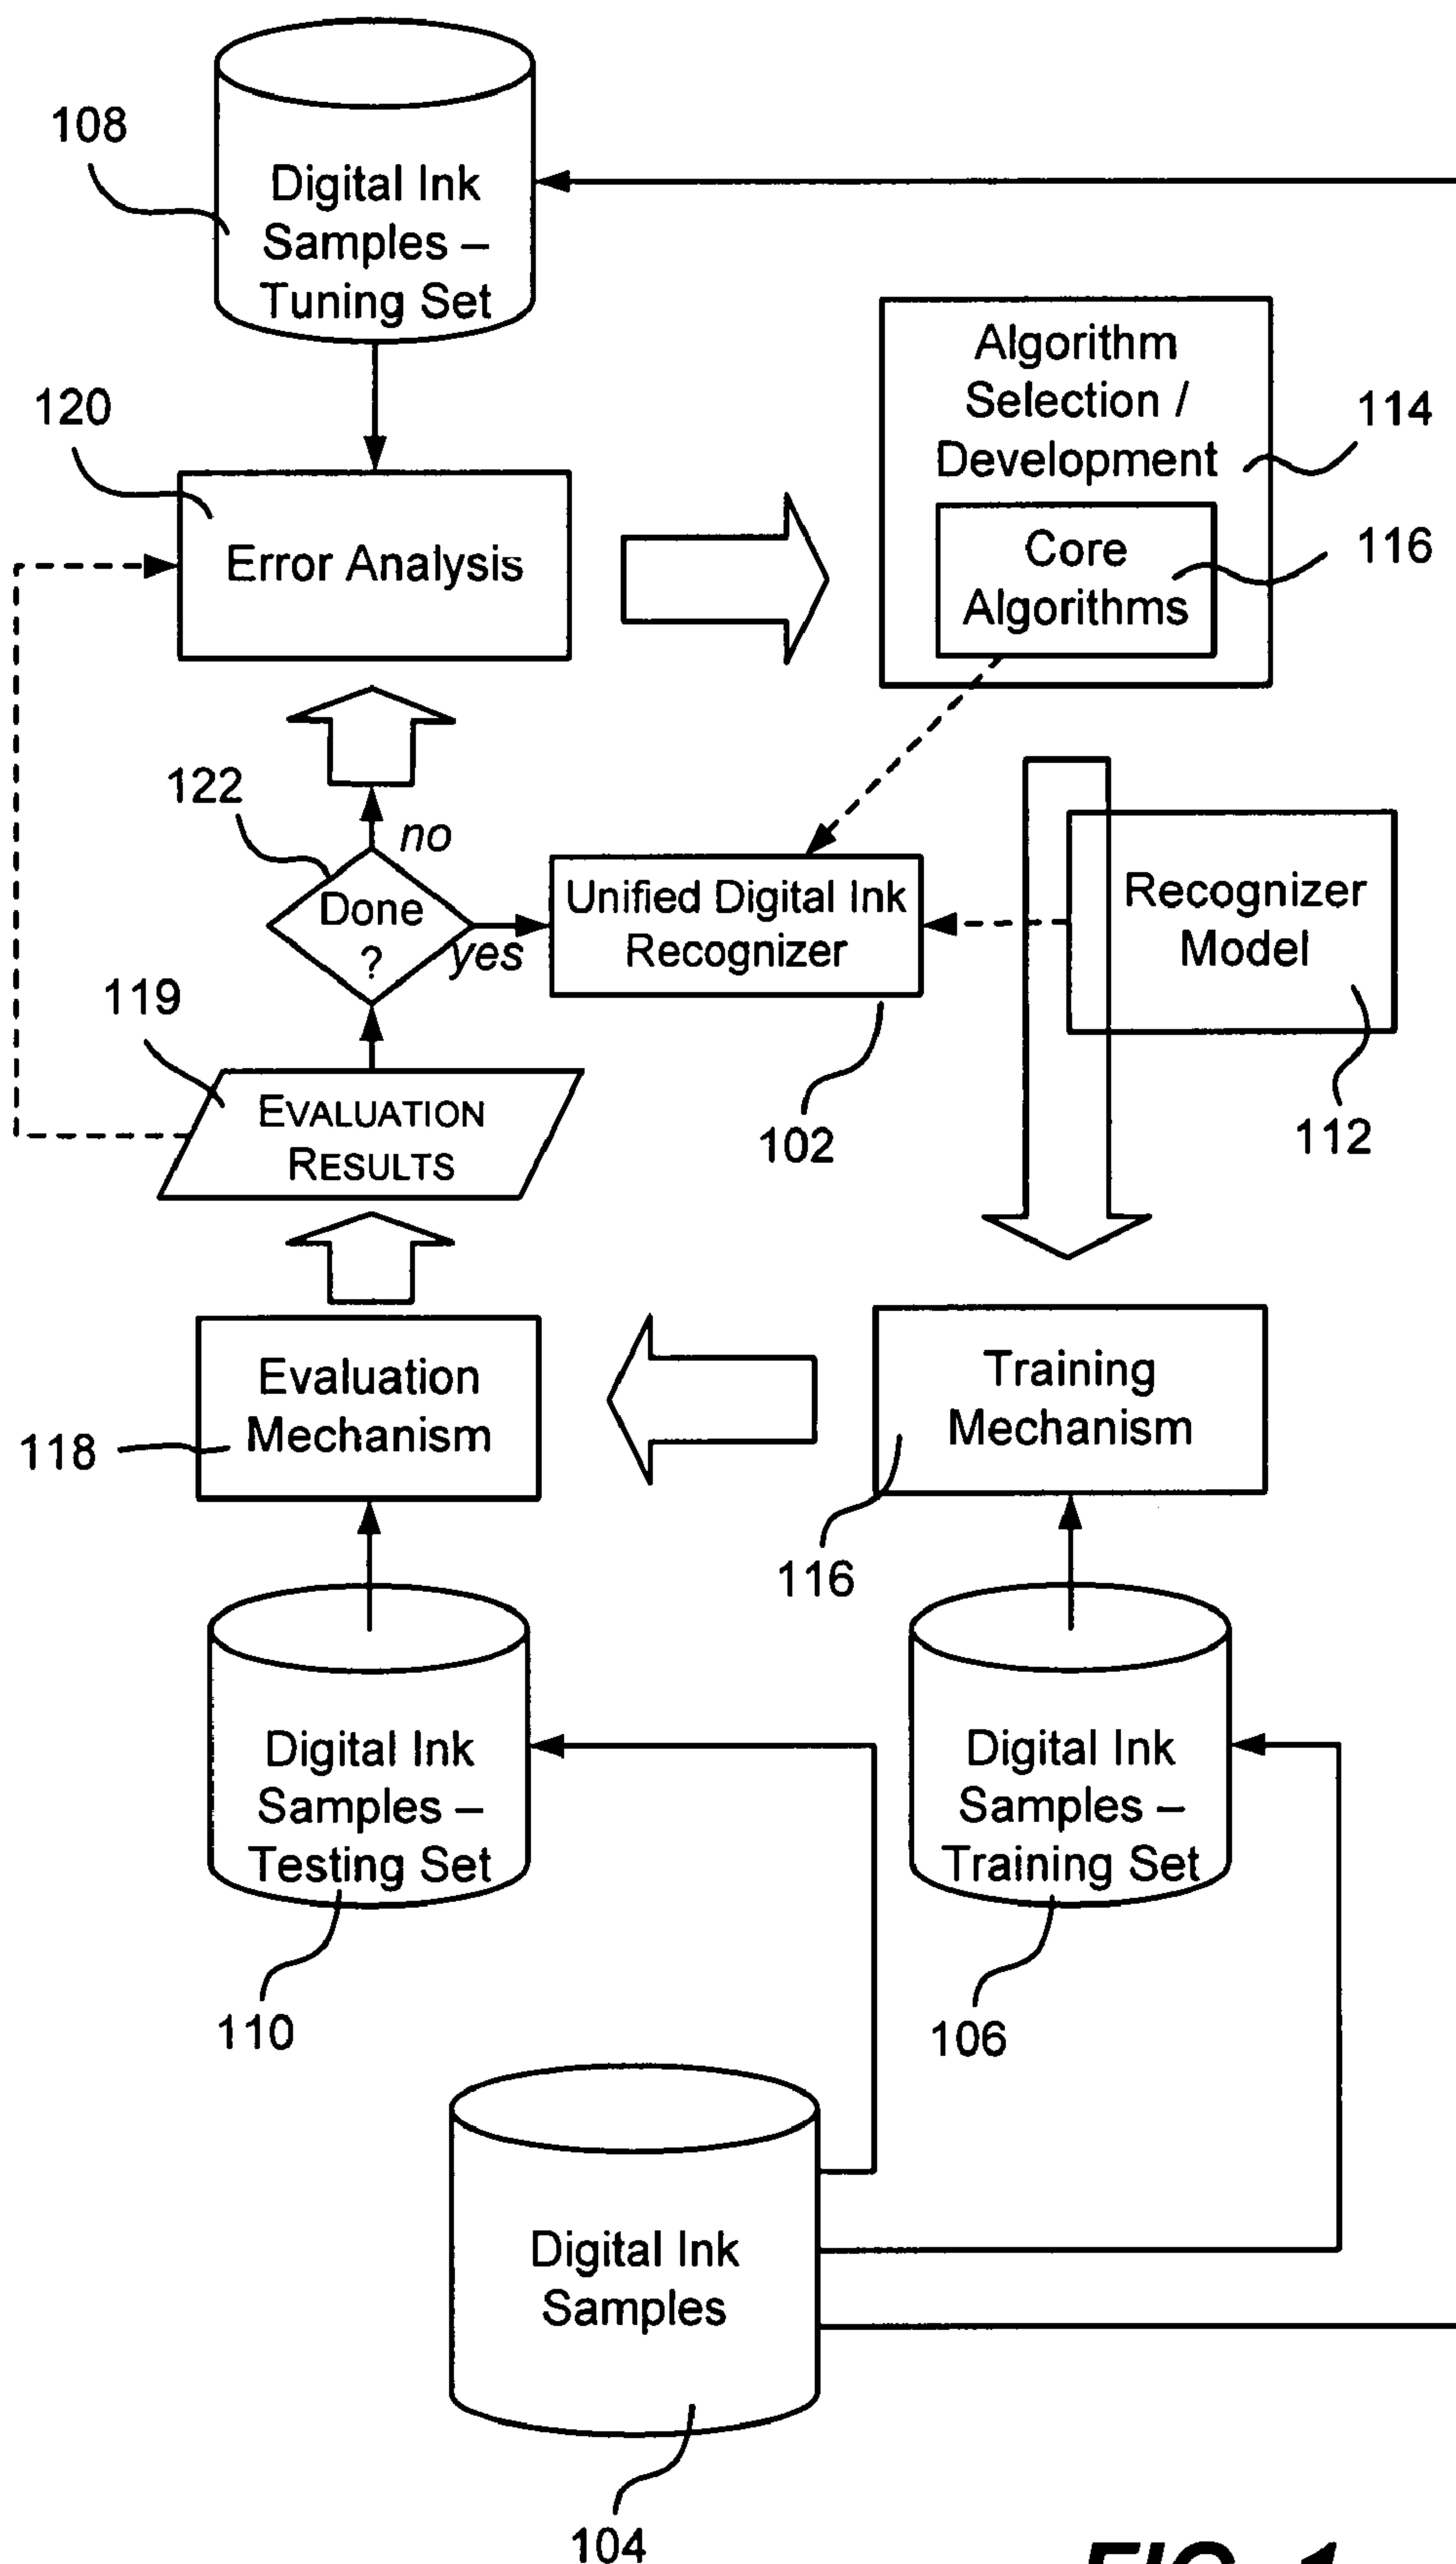 108
Digital Ink
Samples –
Tuning Set
120
Error Analysis
Algorithm
Selection /
Development
114
Core
Algorithms
116
122
no
Done
?
yes
Unified Digital Ink
Recognizer
102
Recognizer
Model
112
119
EVALUATION
RESULTS
Evaluation
Mechanism
118
Training
Mechanism
116
Digital Ink
Samples –
Testing Set
110
Digital Ink
Samples –
Training Set
106
Digital Ink
Samples
104
FIG. 1